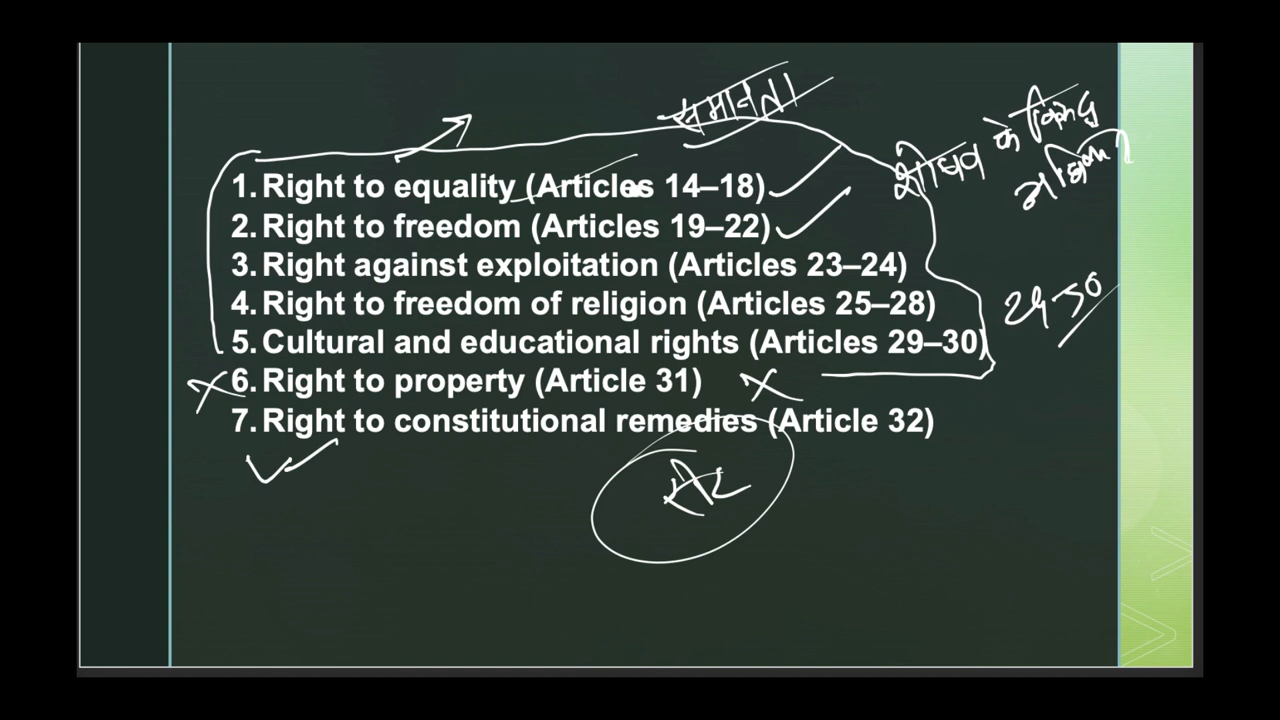 समानता
शोषण के विरुद्ध
अधिकार
1. Right to equality (Articles 14–18)
2. Right to freedom (Articles 19–22)
3. Right against exploitation (Articles 23–24)
4. Right to freedom of religion (Articles 25–28)
29-30
5. Cultural and educational rights (Articles 29–30)
6. Right to property (Article 31)
7. Right to constitutional remedies (Article 32)